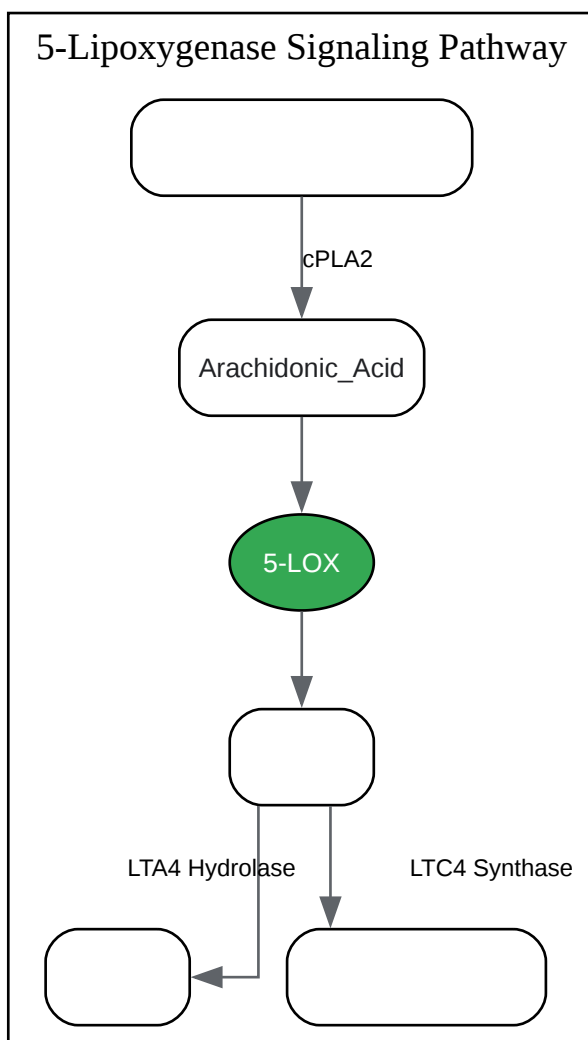 5-Lipoxygenase Signaling Pathway
cPLA2
Arachidonic_Acid
5-LOX
LTA4 Hydrolase
LTC4 Synthase